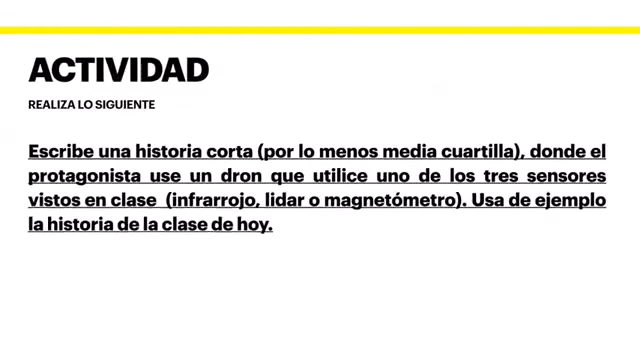 ACTIVIDAD
REALIZA LO SIGUIENTE
Escribe una historia corta (por lo menos media cuartilla), donde el
protagonista use un dron que utilice uno de los tres sensores
vistos en clase (infrarrojo, lidar o magnetómetro). Usa de ejemplo
la historia de la clase de hoy.